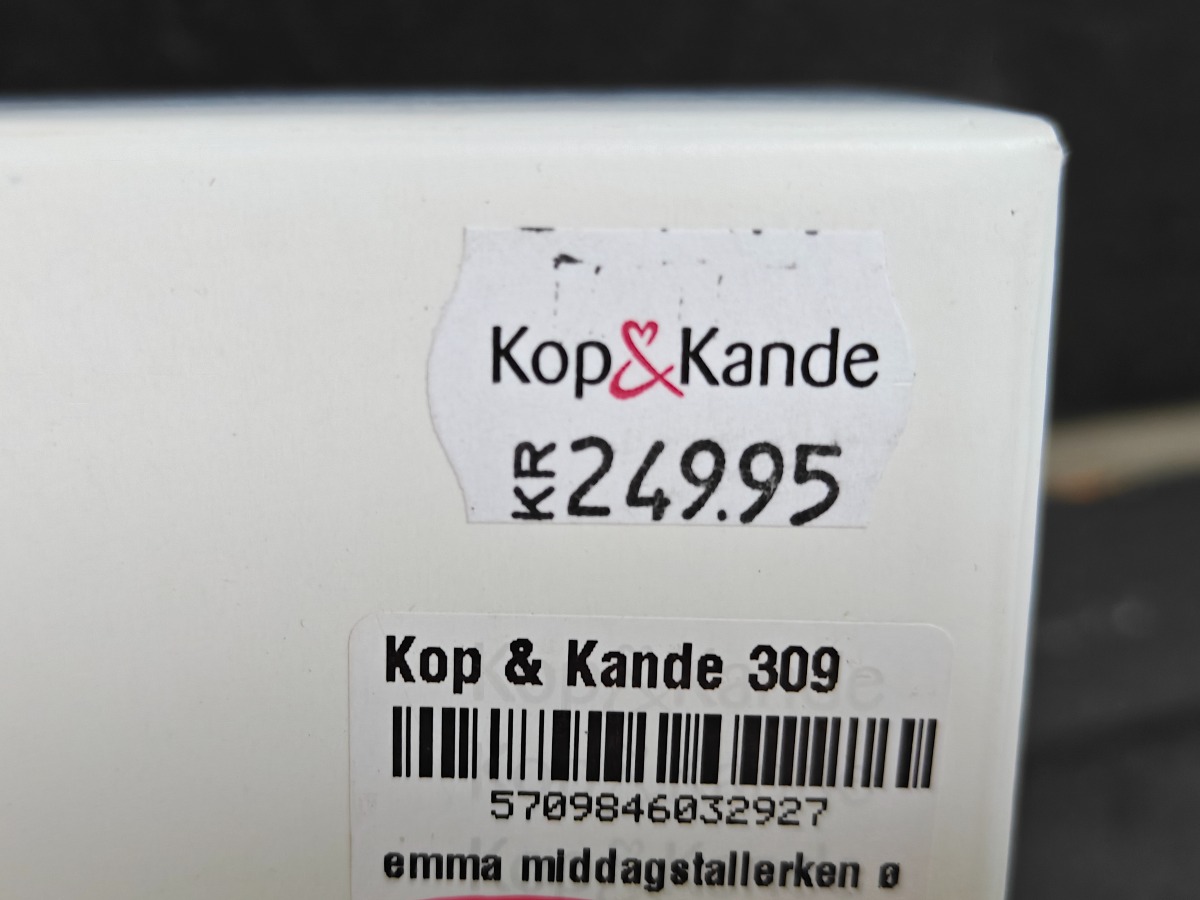 Kop&Kande
KR 249.95
Kop & Kande 309
5709846032927
emma middagstallerken ø